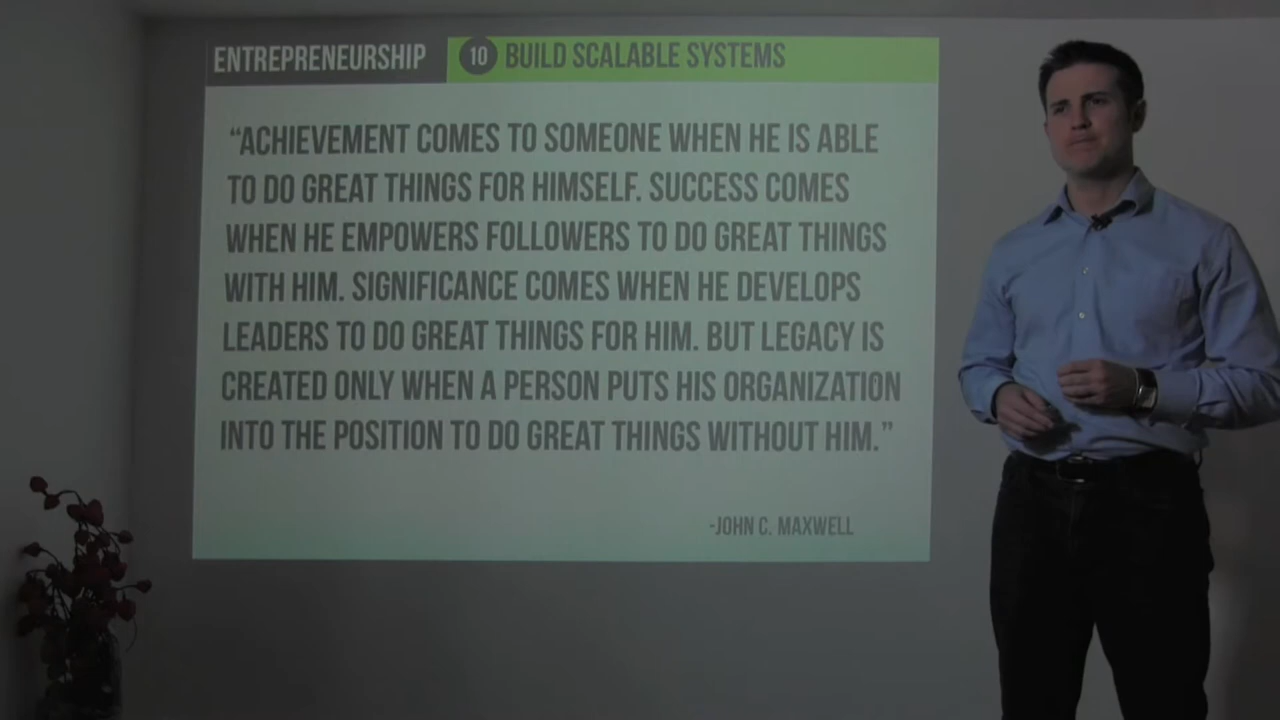 ENTREPRENEURSHIP 10 BUILD SCALABLE SYSTEMS
“ACHIEVEMENT COMES TO SOMEONE WHEN HE IS ABLE
TO DO GREAT THINGS FOR HIMSELF. SUCCESS COMES
WHEN HE EMPOWERS FOLLOWERS TO DO GREAT THINGS
WITH HIM. SIGNIFICANCE COMES WHEN HE DEVELOPS
LEADERS TO DO GREAT THINGS FOR HIM. BUT LEGACY IS
CREATED ONLY WHEN A PERSON PUTS HIS ORGANIZATION
INTO THE POSITION TO DO GREAT THINGS WITHOUT HIM.”
-JOHN C. MAXWELL